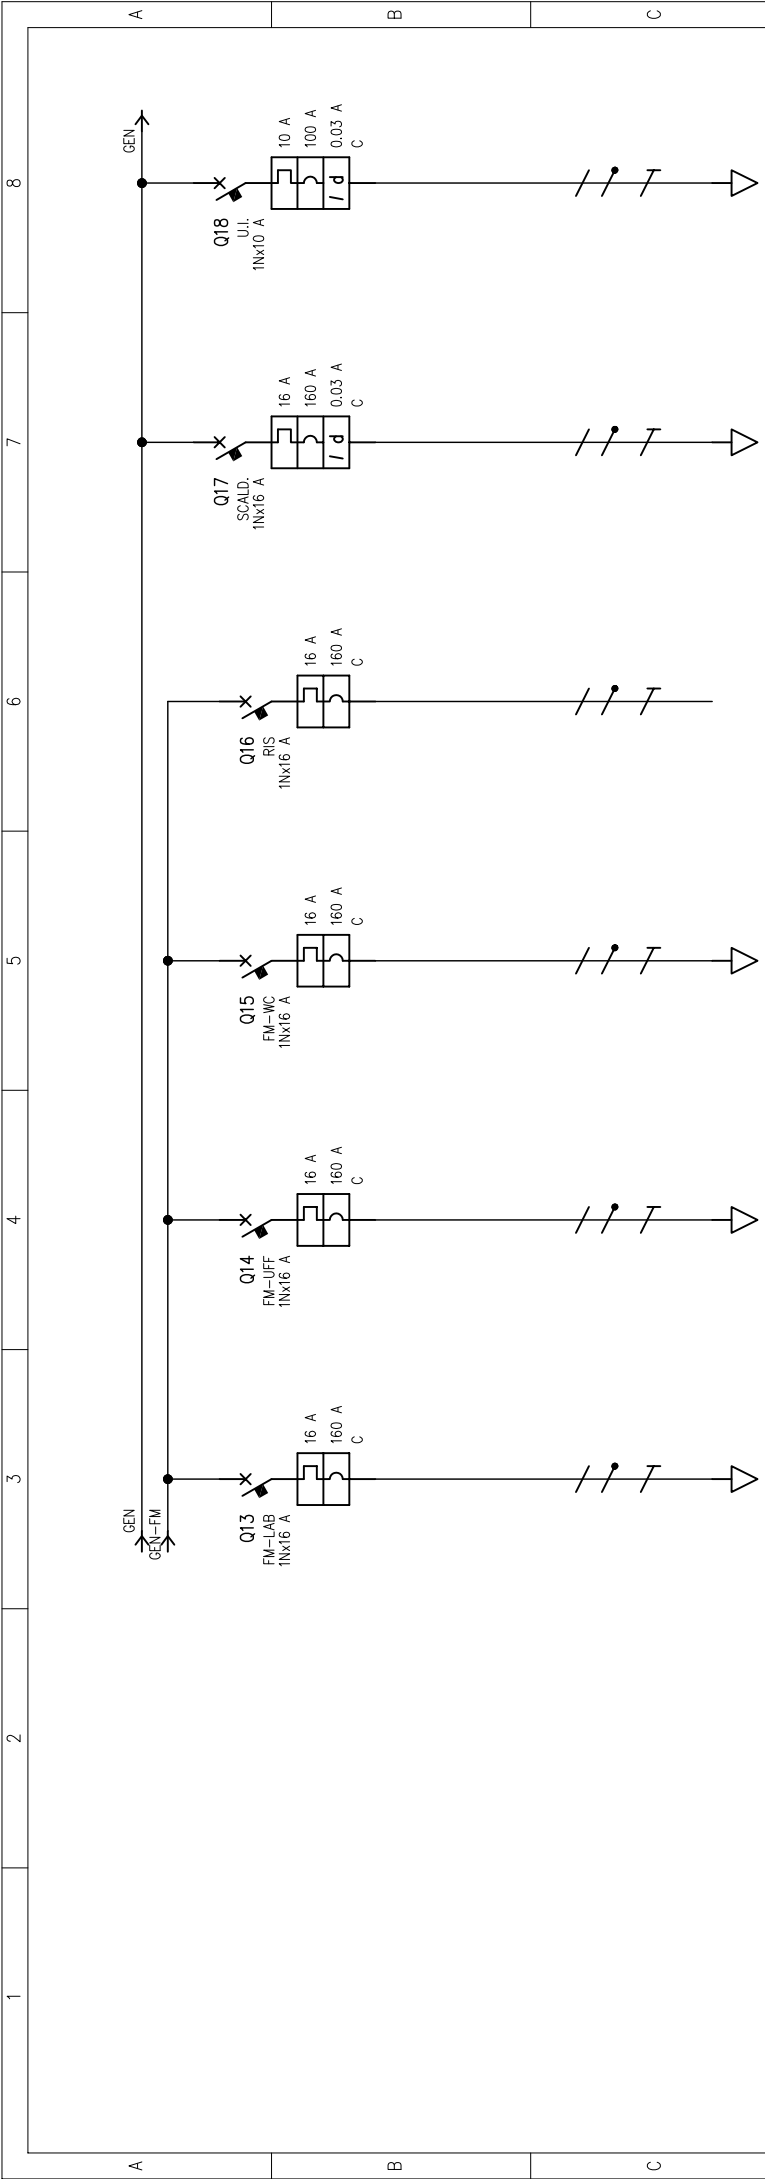 1
2
3
4
5
6
7
8
A
A
B
B
C
C
GEN
GEN-FM
GEN
Q13
FM-LAB
1Nx16 A
16 A
160 A
C
Q14
FM-UFF
1Nx16 A
16 A
160 A
C
Q15
FM-WC
1Nx16 A
16 A
160 A
C
Q16
RIS
1Nx16 A
16 A
160 A
C
Q17
SCALD.
1Nx16 A
16 A
160 A
0.03 A
C
Id
Q18
U.I.
1Nx10 A
10 A
100 A
0.03 A
C
Id